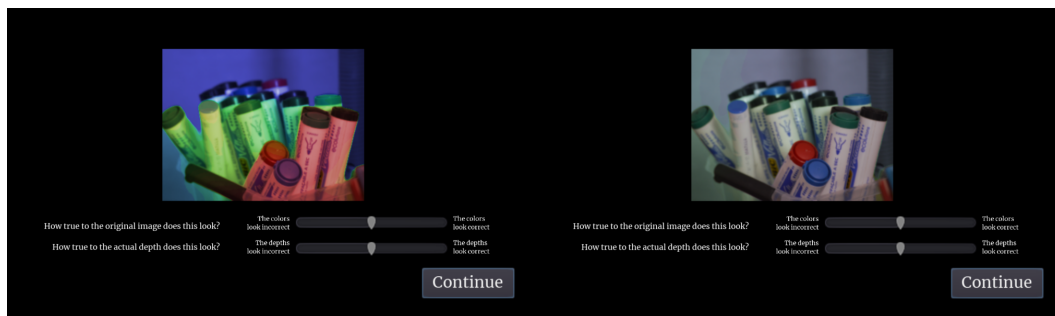 How true to the original image does this look?
The colors
look incorrect
The colors
look correct
How true to the actual depth does this look?
The depths
look incorrect
The depths
look correct
Continue
How true to the original image does this look?
The colors
look incorrect
The colors
look correct
How true to the actual depth does this look?
The depths
look incorrect
The depths
look correct
Continue